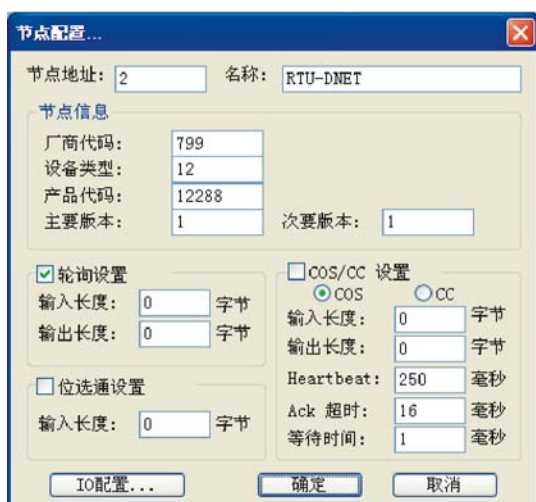 节点配置...
节点地址: 2 名称: RTU-DNET
节点信息
厂商代码: 799
设备类型: 12
产品代码: 12288
主要版本: 1 次要版本: 1
轮询设置
输入长度: 0 字节
输出长度: 0 字节
位选通设置
输入长度: 0 字节
COS/CC 设置
COS CC
输入长度: 0 字节
输出长度: 0 字节
Heartbeat: 250 毫秒
Ack 超时: 16 毫秒
等待时间: 1 毫秒
IO配置... 确定 取消